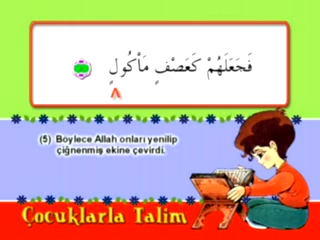 فَجَعَلَهُمْ كَعَصْفٍ مَأْكُولٍ
(5) Böylece Allah onları yenilip
çiğnenmiş ekine çevirdi.
Çocuklarla Talim